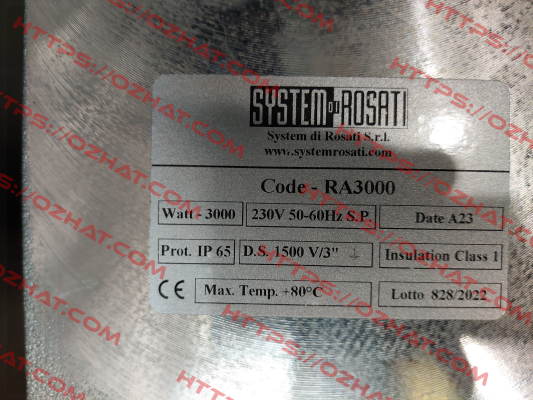 SYSTEM DI ROSATI
System di Rosati S.r.l.
www.systemrosati.com
Code - RA3000
Watt - 3000 230V 50-60Hz S.P. Date A23
Prot. IP 65 D.S. 1500 V/3" Insulation Class 1
CE Max. Temp. +80°C Lotto 828/2022
HTTPS://OZHAT.COM